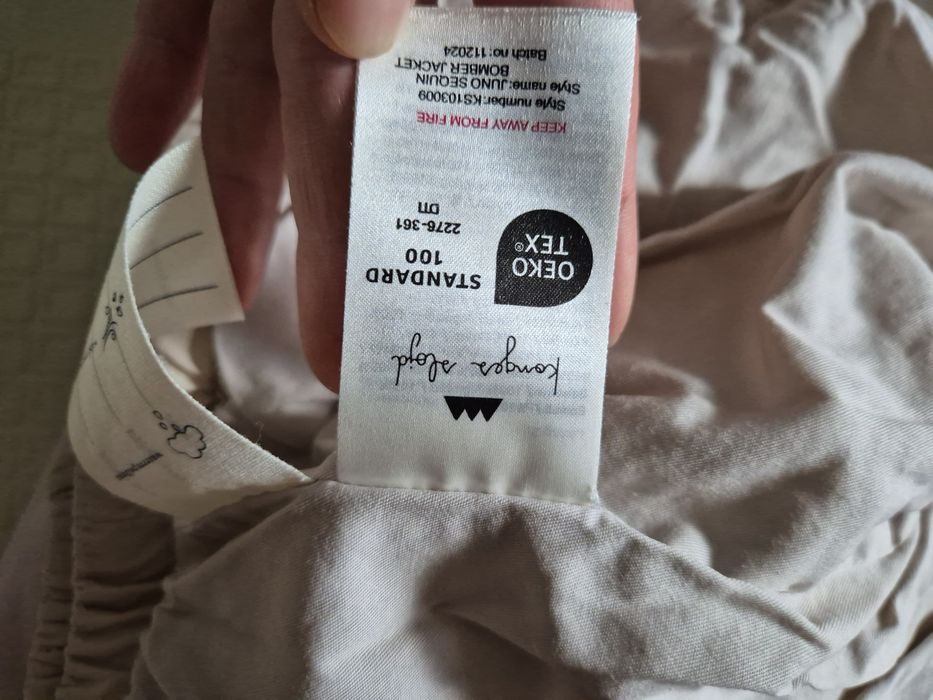 konges sløjd
OEKO
TEX®
STANDARD
100
2276-361
DTI
KEEP AWAY FROM FIRE
Style number: KS103009
Style name: JUNO SEQUIN
BOMBER JACKET
Batch no: 112024